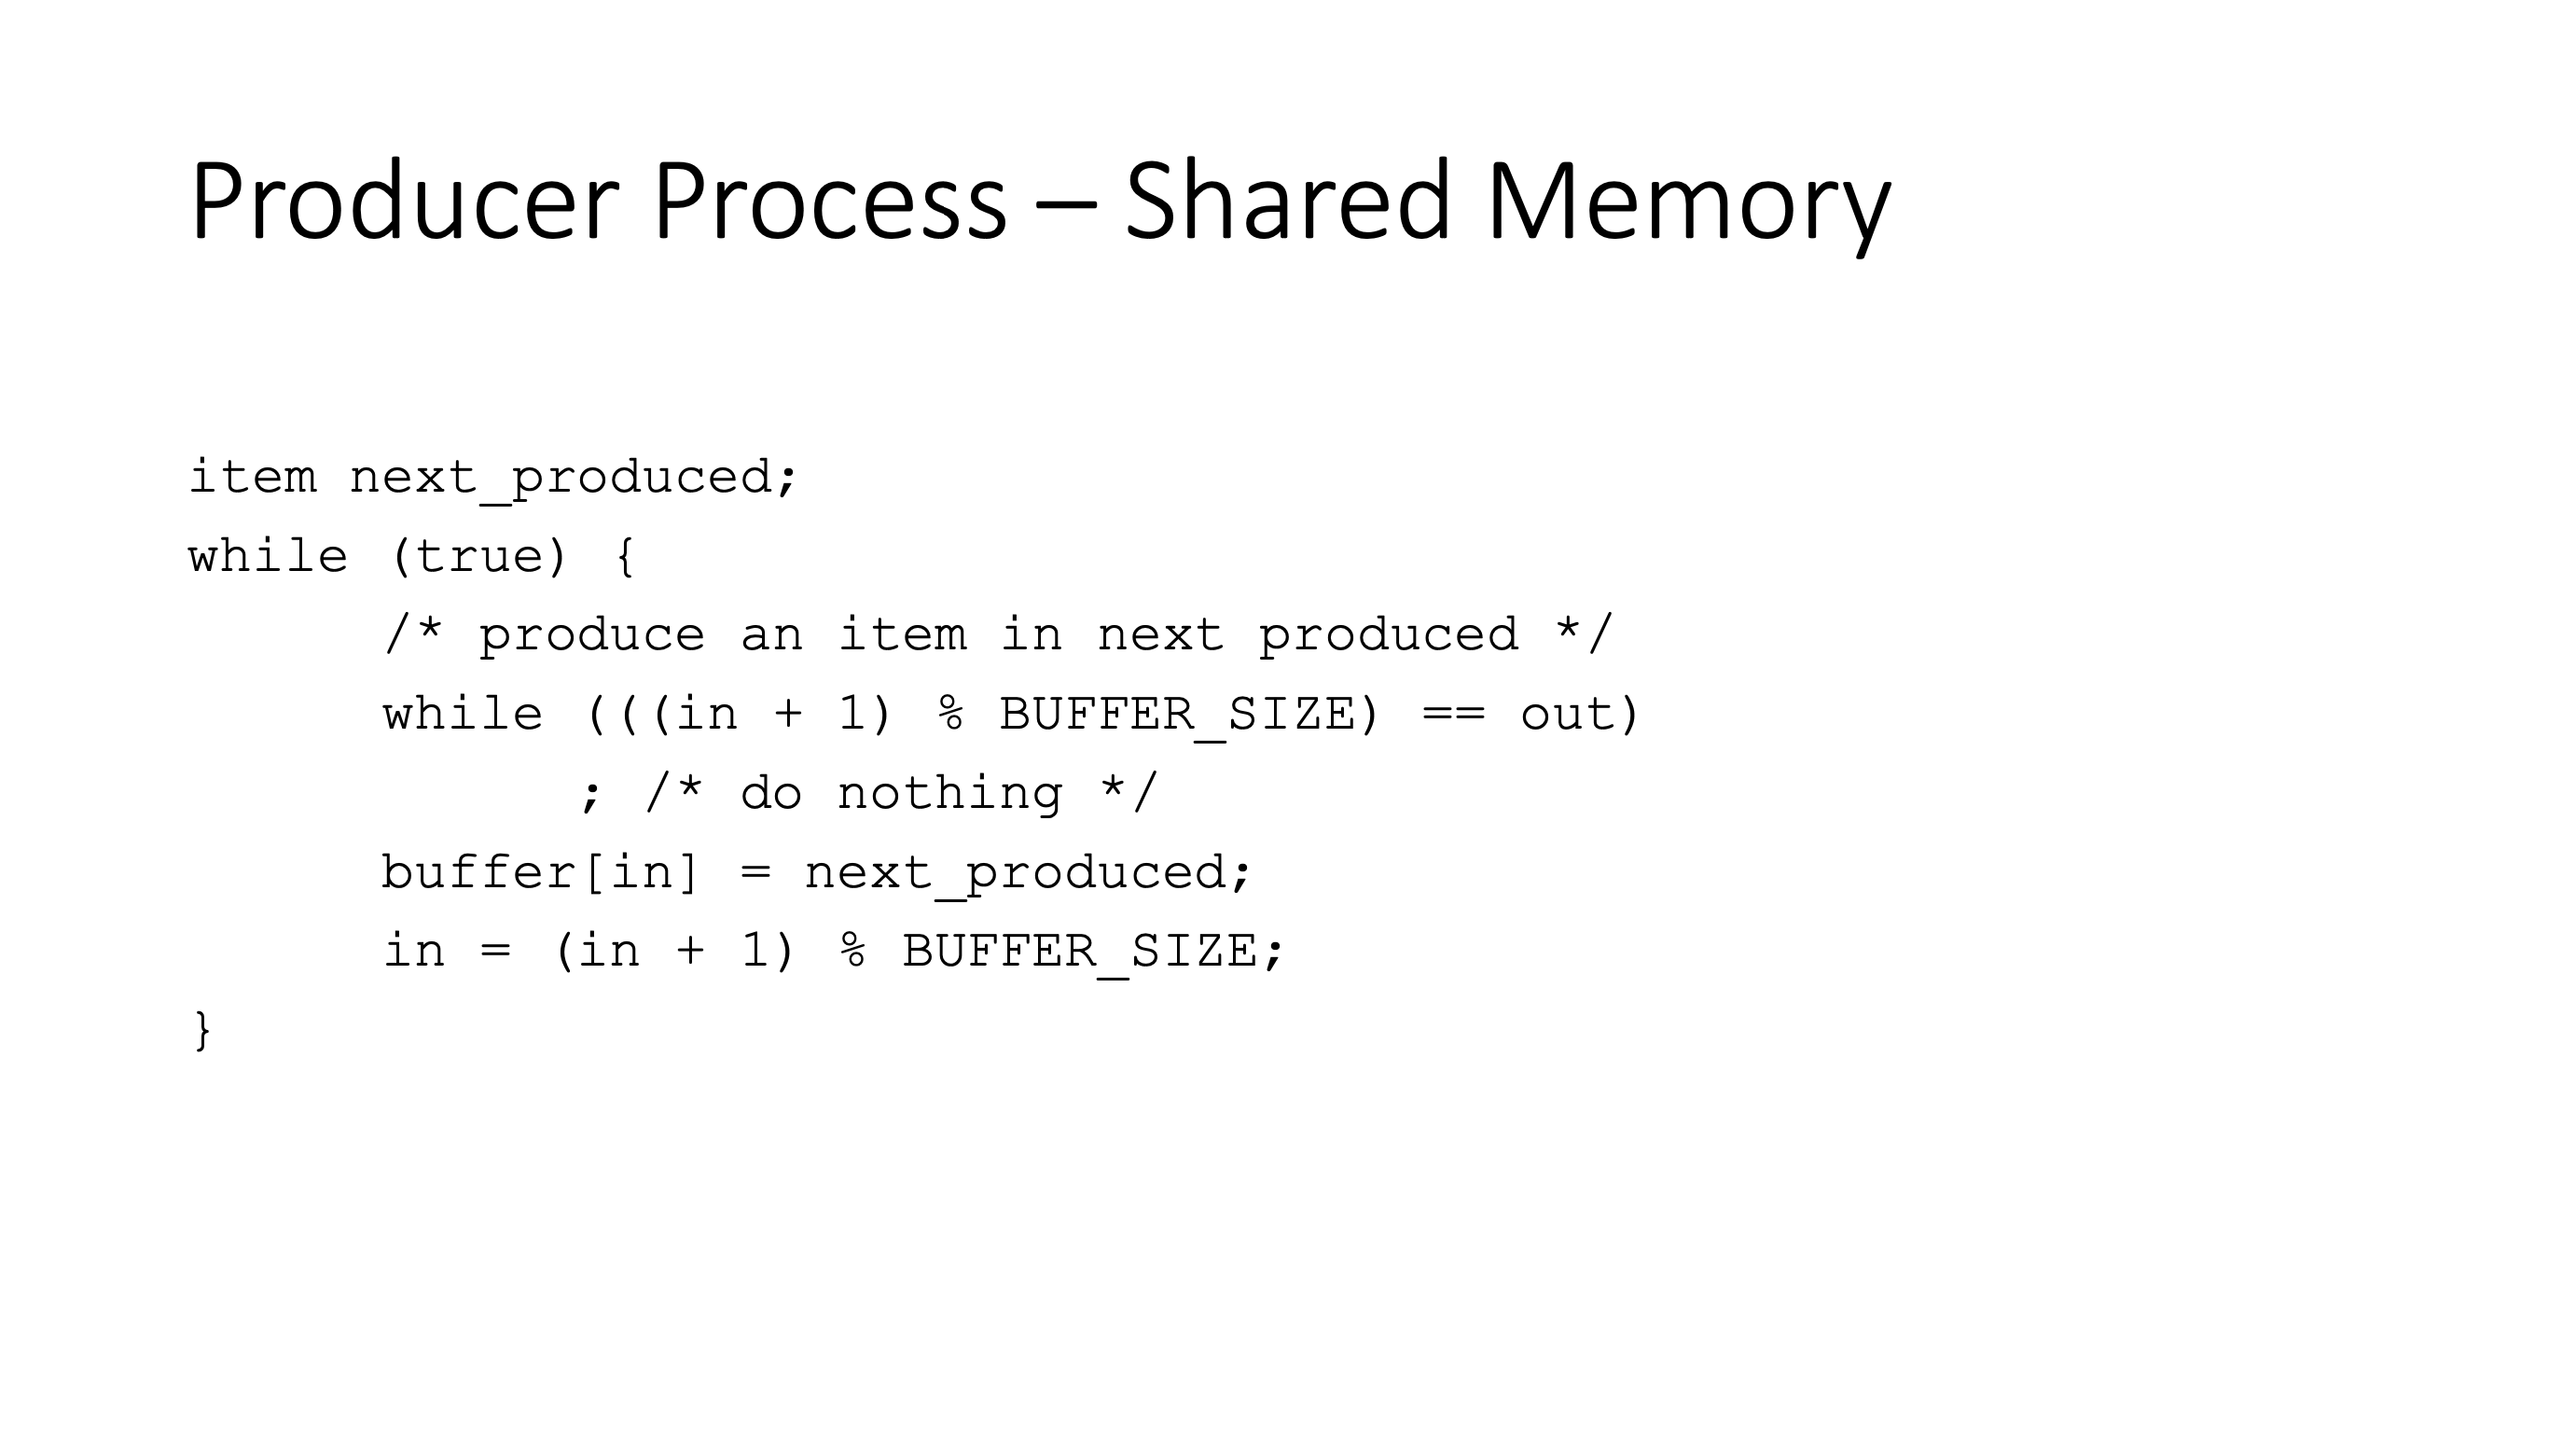 Producer Process – Shared Memory
item next_produced;
while (true) {
/* produce an item in next produced */
while (((in + 1) % BUFFER_SIZE) == out)
; /* do nothing */
buffer[in] = next_produced;
in = (in + 1) % BUFFER_SIZE;
}